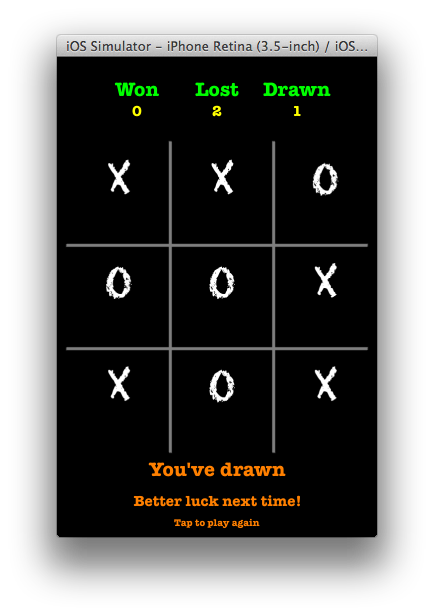 iOS Simulator – iPhone Retina (3.5-inch) / iOS...
Won Lost Drawn
0 2 1
X X O
O O X
X O X
You've drawn
Better luck next time!
Tap to play again